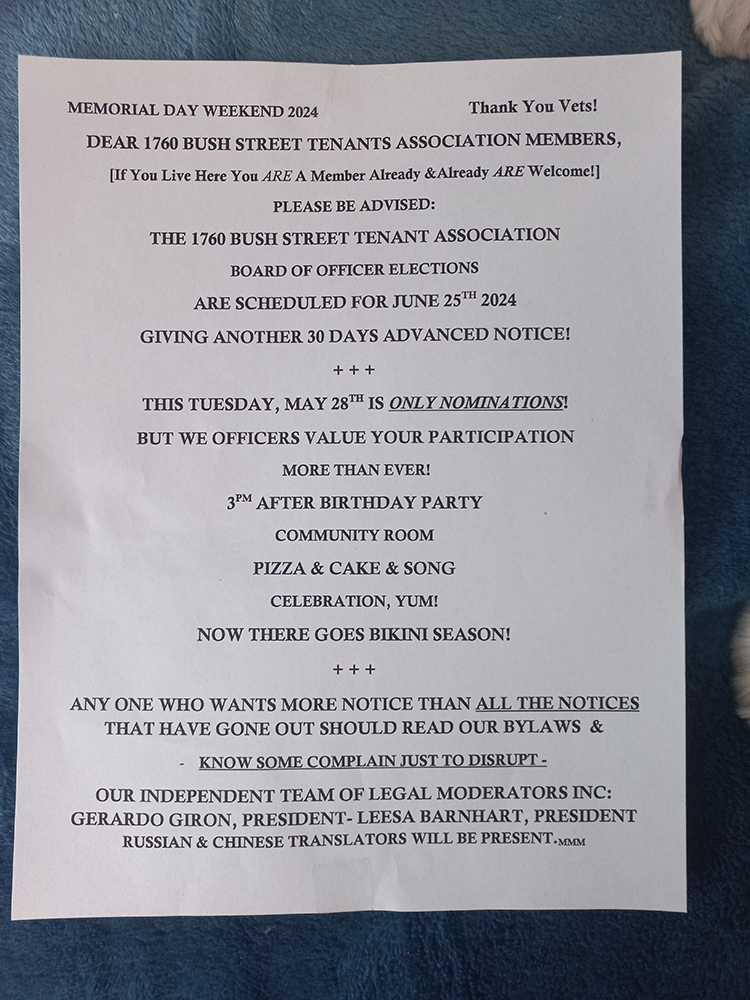 MEMORIAL DAY WEEKEND 2024 Thank You Vets!
DEAR 1760 BUSH STREET TENANTS ASSOCIATION MEMBERS,
[If You Live Here You ARE A Member Already &Already ARE Welcome!]
PLEASE BE ADVISED:
THE 1760 BUSH STREET TENANT ASSOCIATION
BOARD OF OFFICER ELECTIONS
ARE SCHEDULED FOR JUNE 25TH 2024
GIVING ANOTHER 30 DAYS ADVANCED NOTICE!
+ + +
THIS TUESDAY, MAY 28TH IS ONLY NOMINATIONS!
BUT WE OFFICERS VALUE YOUR PARTICIPATION
MORE THAN EVER!
3PM AFTER BIRTHDAY PARTY
COMMUNITY ROOM
PIZZA & CAKE & SONG
CELEBRATION, YUM!
NOW THERE GOES BIKINI SEASON!
+ + +
ANY ONE WHO WANTS MORE NOTICE THAN ALL THE NOTICES
THAT HAVE GONE OUT SHOULD READ OUR BYLAWS &
- KNOW SOME COMPLAIN JUST TO DISRUPT -
OUR INDEPENDENT TEAM OF LEGAL MODERATORS INC:
GERARDO GIRON, PRESIDENT- LEESA BARNHART, PRESIDENT
RUSSIAN & CHINESE TRANSLATORS WILL BE PRESENT.MMM